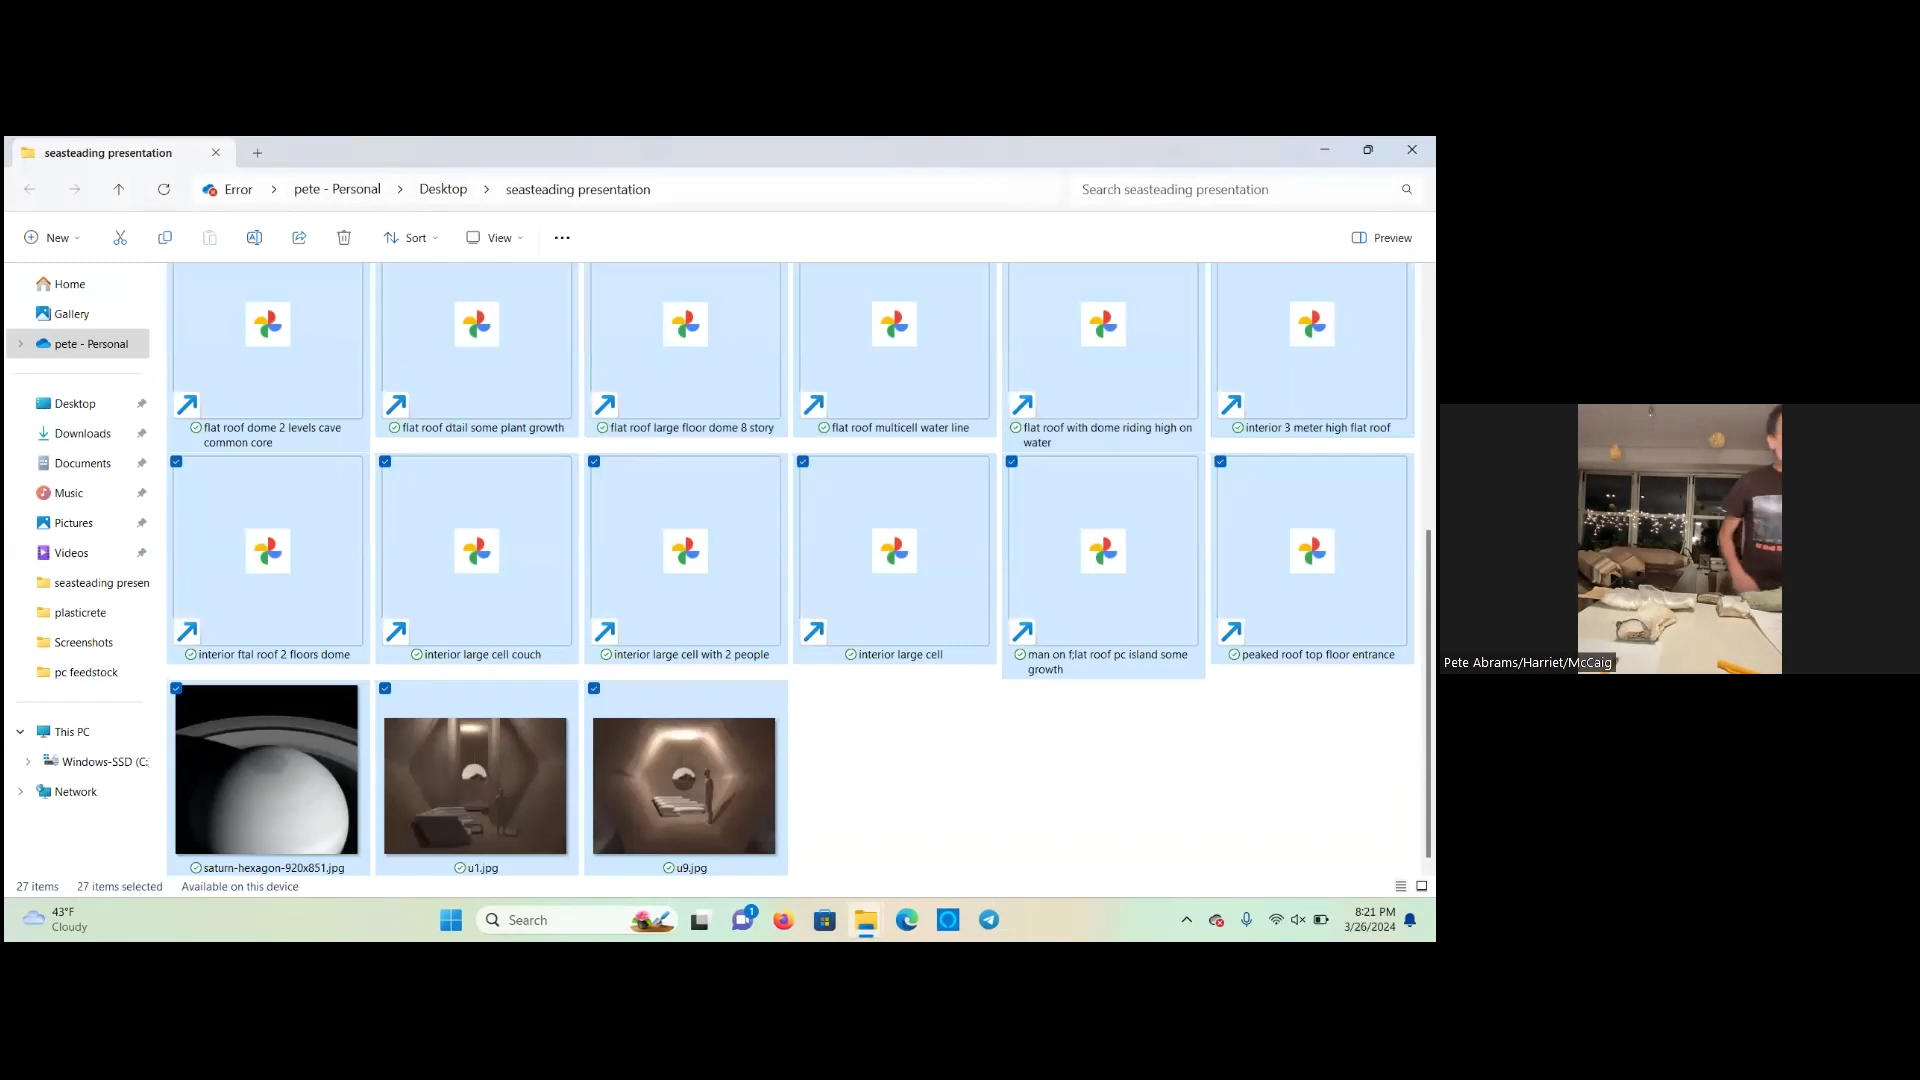 seasteading presentation
Error
pete - Personal
Desktop
seasteading presentation
Search seasteading presentation
New
Sort
View
Preview
Home
Gallery
pete - Personal
Desktop
Downloads
Documents
Music
Pictures
Videos
seasteading presen
plasticrete
Screenshots
pc feedstock
This PC
Windows-SSD (C:
Network
flat roof dome 2 levels cave
common core
flat roof dtail some plant growth
flat roof large floor dome 8 story
flat roof multicell water line
flat roof with dome riding high on
water
interior 3 meter high flat roof
interior ftal roof 2 floors dome
interior large cell couch
interior large cell with 2 people
interior large cell
man on f;lat roof pc island some
growth
peaked roof top floor entrance
saturn-hexagon-920x851.jpg
u1.jpg
u9.jpg
27 items
27 items selected
Available on this device
43°F
Cloudy
Search
1
8:21 PM
3/26/2024
Pete Abrams/Harriet/McCaig